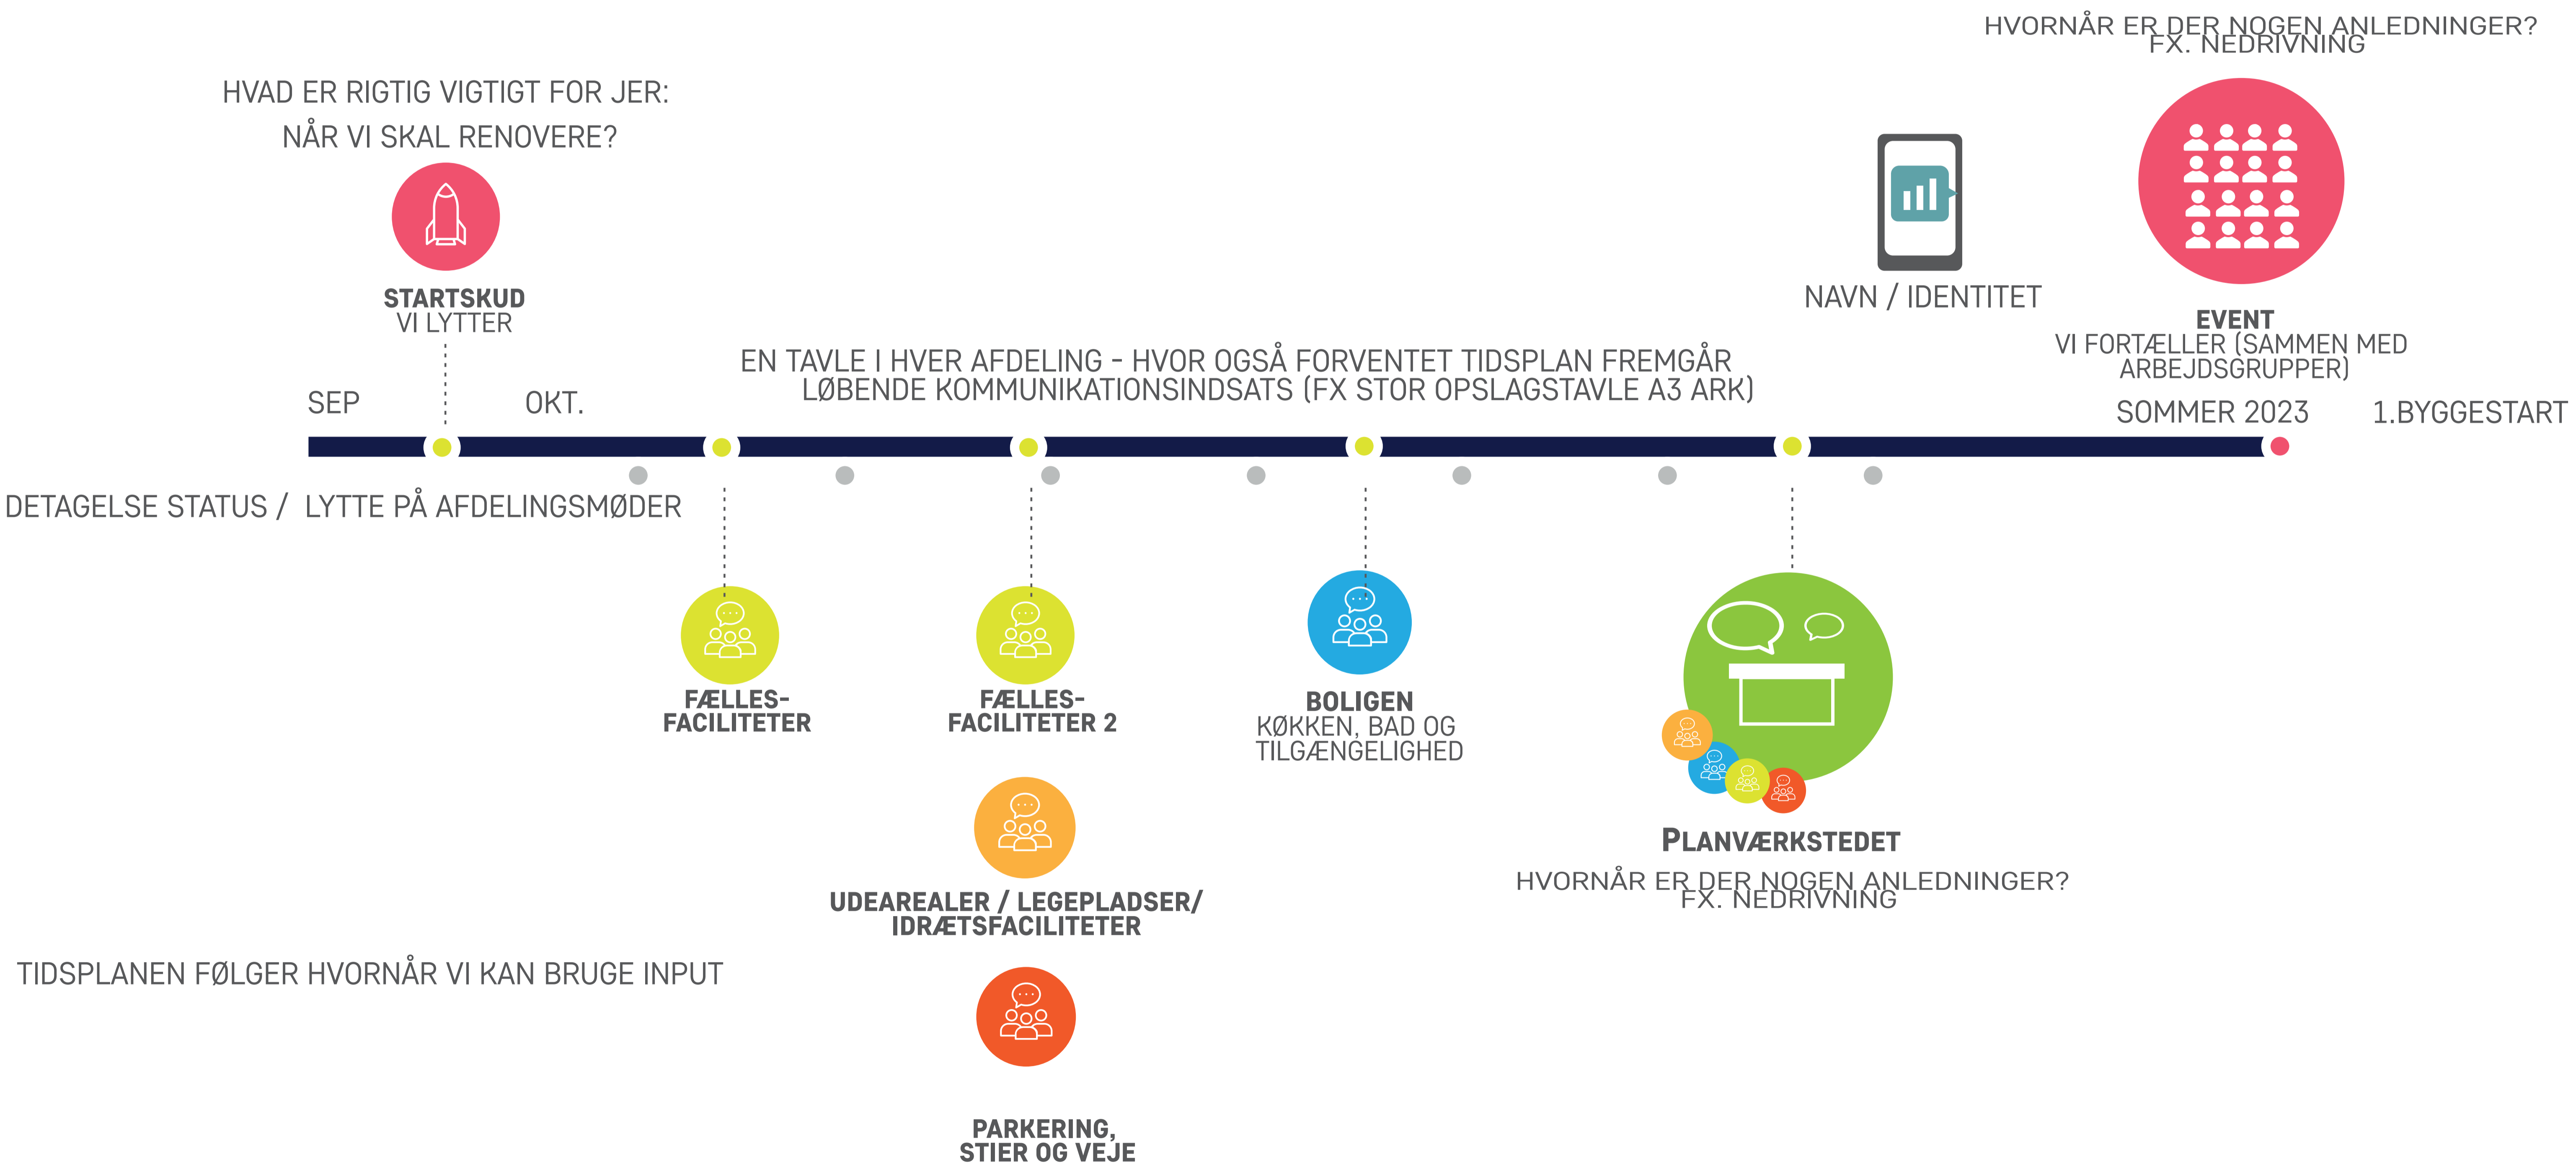 HVORNÅR ER DER NOGEN ANLEDNINGER?
FX. NEDRIVNING
HVAD ER RIGTIG VIGTIGT FOR JER:
NÅR VI SKAL RENOVERE?
STARTSKUD
VI LYTTER
NAVN / IDENTITET
EVENT
VI FORTÆLLER (SAMMEN MED
ARBEJDSGRUPPER)
EN TAVLE I HVER AFDELING - HVOR OGSÅ FORVENTET TIDSPLAN FREMGÅR
LØBENDE KOMMUNIKATIONSINDSATS (FX STOR OPSLAGSTAVLE A3 ARK)
SEP
OKT.
SOMMER 2023
1.BYGGESTART
DETAGELSE STATUS / LYTTE PÅ AFDELINGSMØDER
FÆLLES-
FACILITETER
FÆLLES-
FACILITETER 2
BOLIGEN
KØKKEN, BAD OG
TILGÆNGELIGHED
PLANVÆRKSTEDET
HVORNÅR ER DER NOGEN ANLEDNINGER?
FX. NEDRIVNING
UDEAREALER / LEGEPLADSER/
IDRÆTSFACILITETER
TIDSPLANEN FØLGER HVORNÅR VI KAN BRUGE INPUT
PARKERING,
STIER OG VEJE